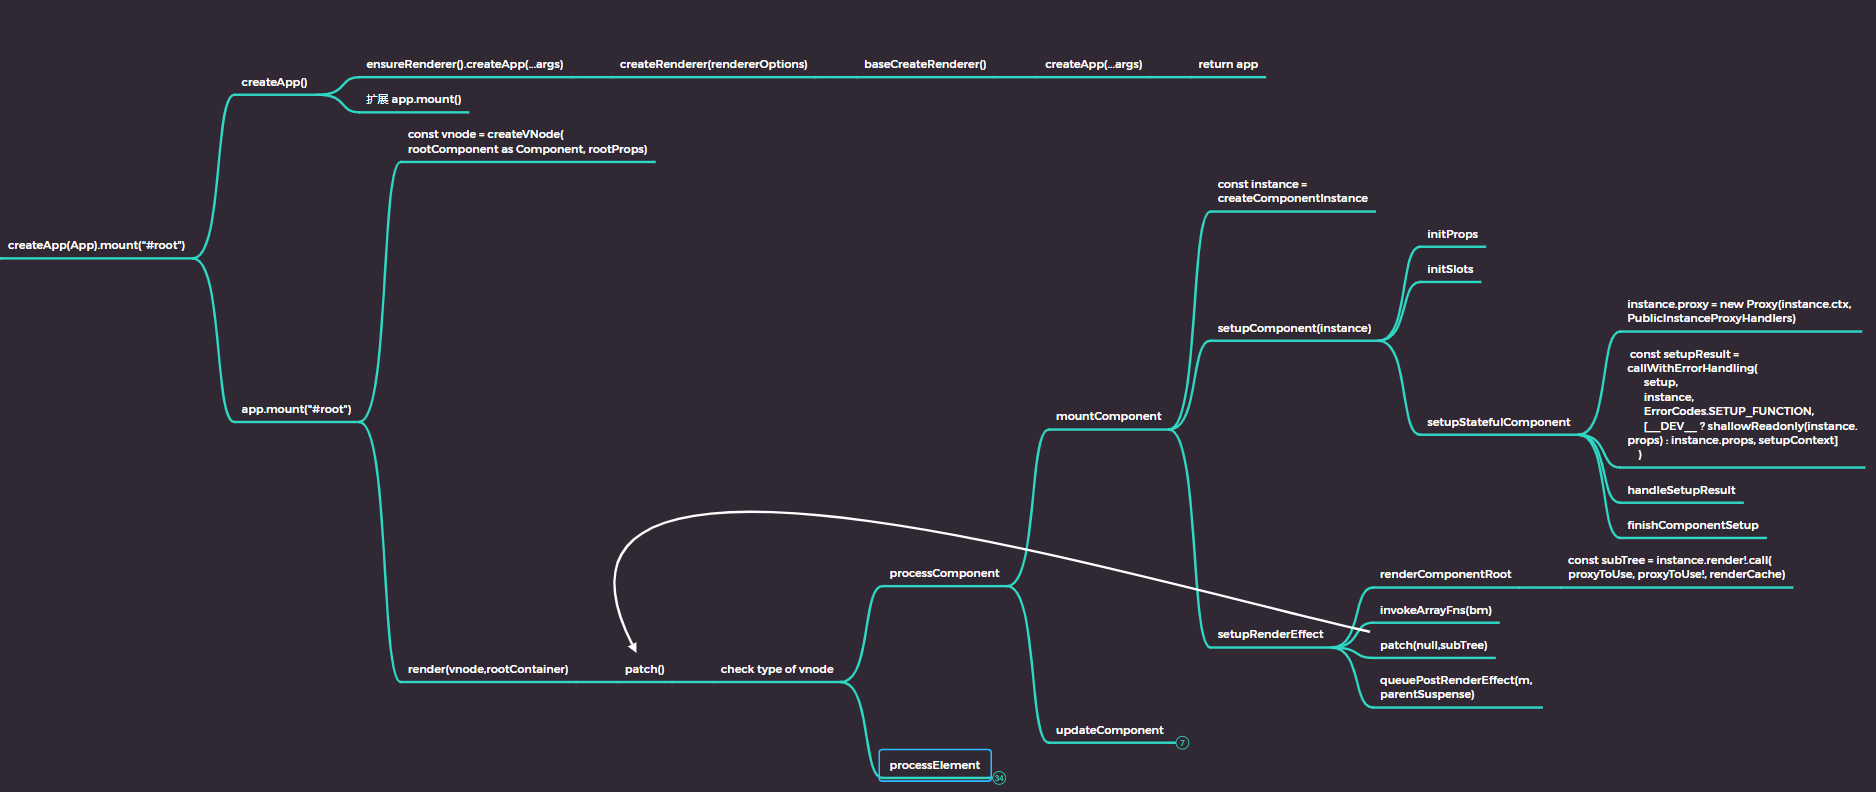 createApp(App).mount("#root")
createApp()
ensureRenderer().createApp(...args)
createRenderer(rendererOptions)
baseCreateRenderer()
createApp(...args)
return app
扩展 app.mount()
app.mount("#root")
const vnode = createVNode(
rootComponent as Component, rootProps)
render(vnode,rootContainer)
patch()
check type of vnode
processComponent
mountComponent
const instance =
createComponentInstance
setupComponent(instance)
initProps
initSlots
setupStatefulComponent
instance.proxy = new Proxy(instance.ctx,
PublicInstanceProxyHandlers)
const setupResult =
callWithErrorHandling(
setup,
instance,
ErrorCodes.SETUP_FUNCTION,
[__DEV__ ? shallowReadonly(instance.
props) : instance.props, setupContext]
)
handleSetupResult
finishComponentSetup
setupRenderEffect
renderComponentRoot
const subTree = instance.render!.call(
proxyToUse, proxyToUse!, renderCache)
invokeArrayFns(bm)
patch(null,subTree)
queuePostRenderEffect(m,
parentSuspense)
updateComponent
7
processElement
34